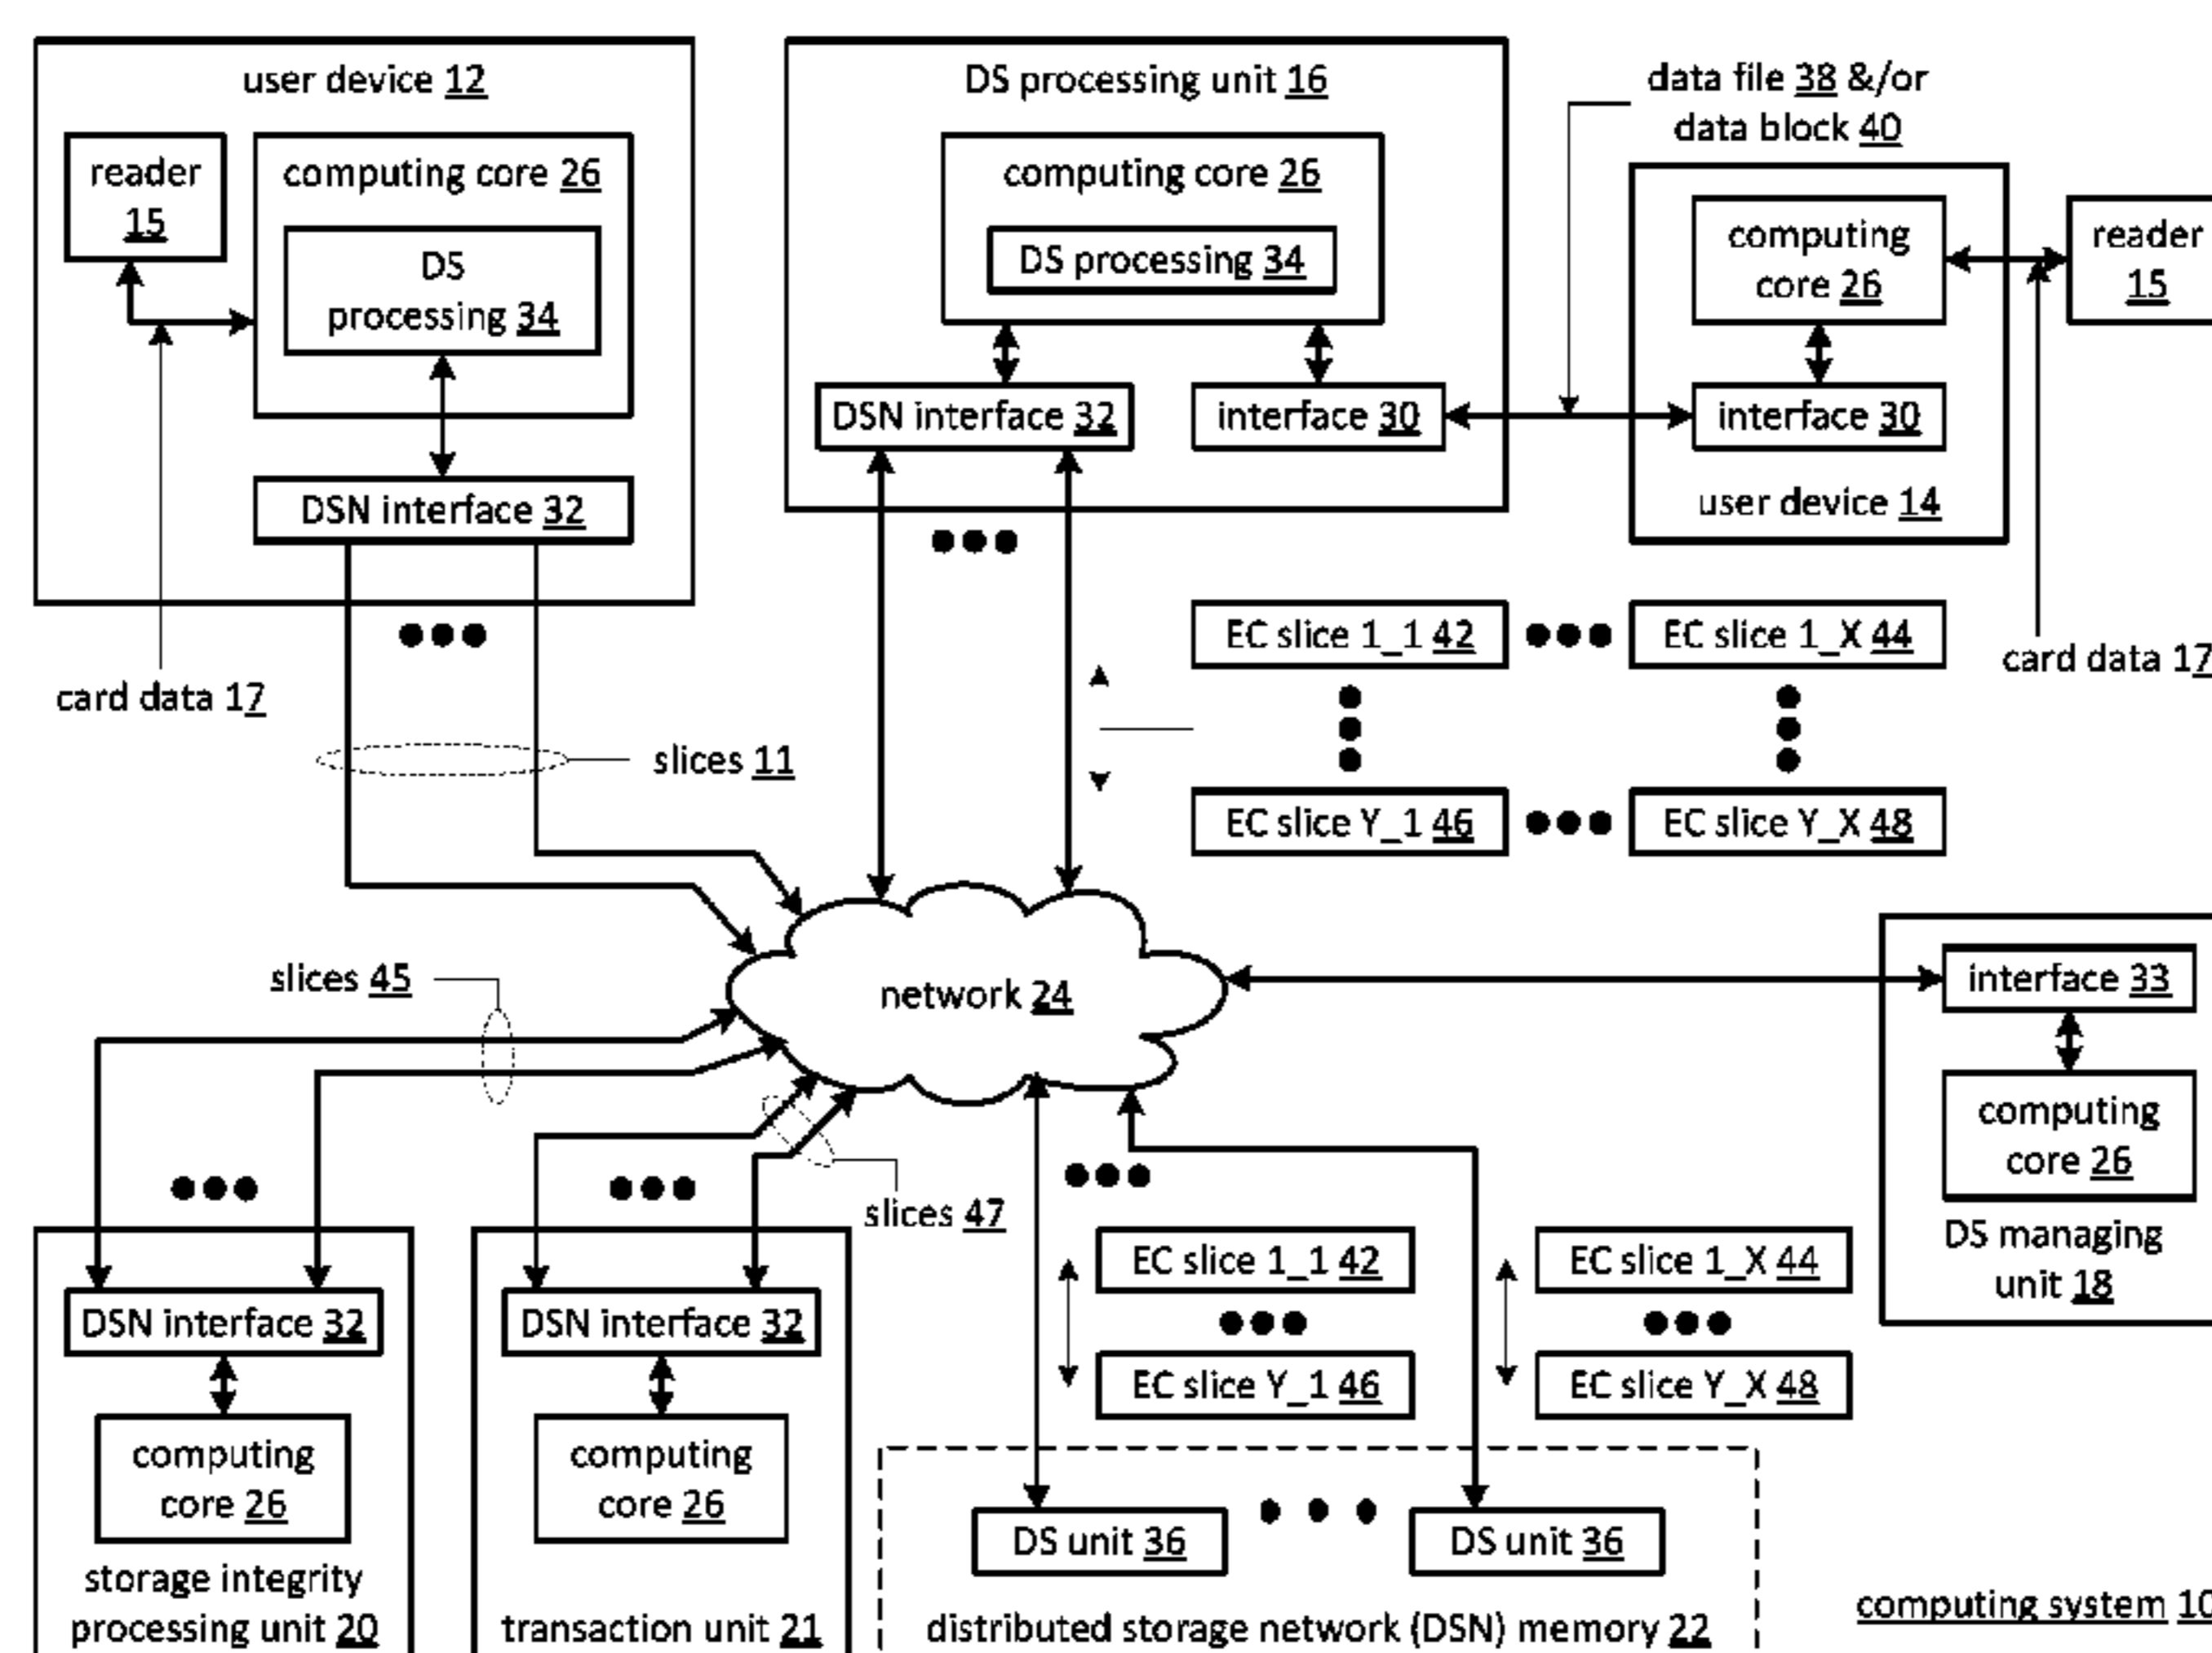 user device 12
reader
15
computing core 26
DS
processing 34
DSN interface 32
card data 17
slices 11
DS processing unit 16
computing core 26
DS processing 34
DSN interface 32
interface 30
data file 38 &/or
data block 40
computing
core 26
interface 30
user device 14
reader
15
card data 17
EC slice 1_1 42
EC slice 1_X 44
EC slice Y_1 46
EC slice Y_X 48
network 24
slices 45
slices 47
interface 33
computing
core 26
DS managing
unit 18
DSN interface 32
computing
core 26
storage integrity
processing unit 20
DSN interface 32
computing
core 26
transaction unit 21
EC slice 1_1 42
EC slice Y_1 46
EC slice 1_X 44
EC slice Y_X 48
DS unit 36
DS unit 36
distributed storage network (DSN) memory 22
computing system 10